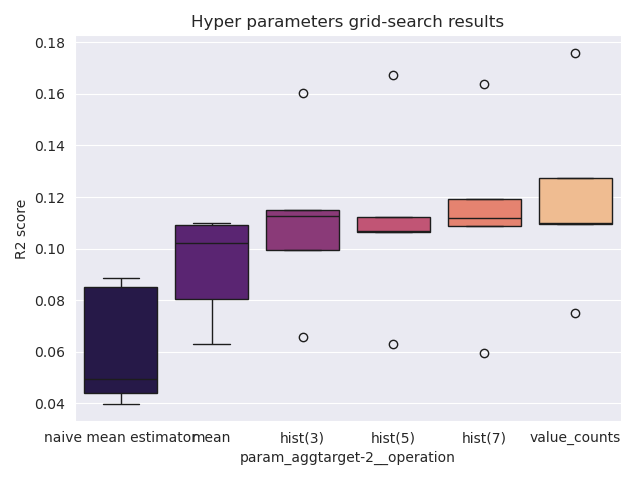 Hyper parameters grid-search results
R2 score
0.18
0.16
0.14
0.12
0.10
0.08
0.06
0.04
naive mean estimator mean hist(3) hist(5) hist(7) value_counts
param_aggtarget-2__operation